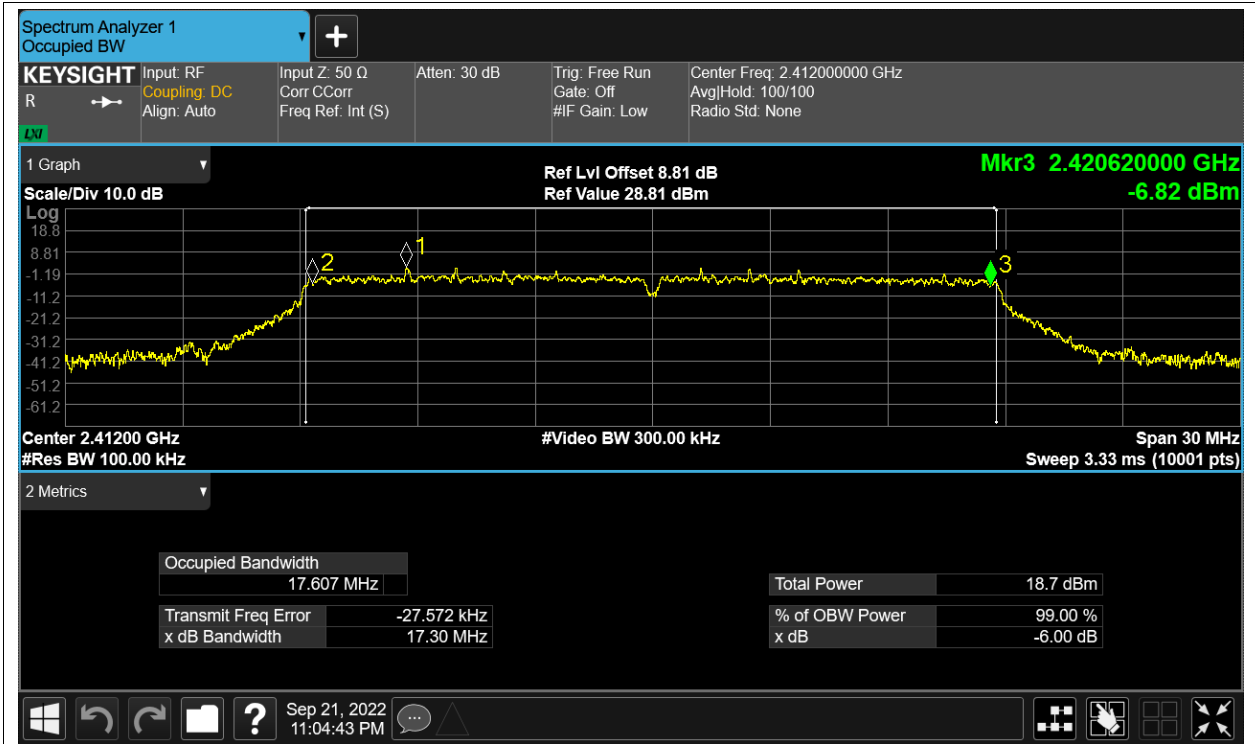 Spectrum Analyzer 1
Occupied BW
+
KEYSIGHT
R
LXI
Input: RF
Coupling: DC
Align: Auto
Input Z: 50 Ω
Corr CCorr
Freq Ref: Int (S)
Atten: 30 dB
Trig: Free Run
Gate: Off
#IF Gain: Low
Center Freq: 2.412000000 GHz
Avg|Hold: 100/100
Radio Std: None
1 Graph
Scale/Div 10.0 dB
Ref Lvl Offset 8.81 dB
Ref Value 28.81 dBm
Mkr3 2.420620000 GHz
-6.82 dBm
Log
18.8
8.81
-1.19
-11.2
-21.2
-31.2
-41.2
-51.2
-61.2
2
1
3
Center 2.41200 GHz
#Res BW 100.00 kHz
#Video BW 300.00 kHz
Span 30 MHz
Sweep 3.33 ms (10001 pts)
2 Metrics
Occupied Bandwidth
17.607 MHz
Transmit Freq Error -27.572 kHz
x dB Bandwidth 17.30 MHz
Total Power 18.7 dBm
% of OBW Power 99.00 %
x dB -6.00 dB
?
Sep 21, 2022
11:04:43 PM